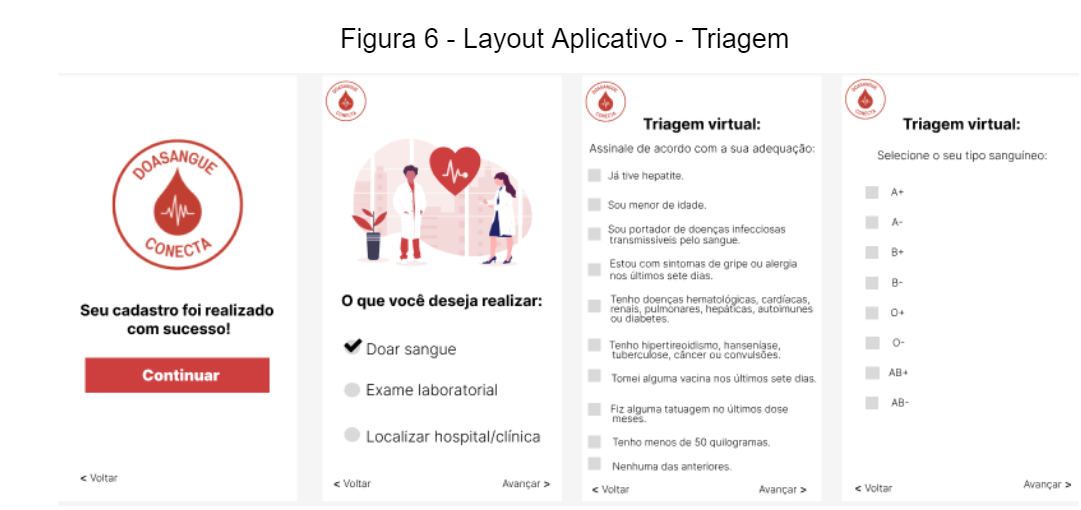 Figura 6 - Layout Aplicativo - Triagem
DOASANGUE
CONECTA
Seu cadastro foi realizado
com sucesso!
Continuar
< Voltar
DOASANGUE
CONECTA
O que você deseja realizar:
Doar sangue
Exame laboratorial
Localizar hospital/clínica
< Voltar
Avançar >
DOASANGUE
CONECTA
Triagem virtual:
Assinale de acordo com a sua adequação:
Já tive hepatite.
Sou menor de idade.
Sou portador de doenças infecciosas
transmissíveis pelo sangue.
Estou com sintomas de gripe ou alergia
nos últimos sete dias.
Tenho doenças hematológicas, cardíacas,
renais, pulmonares, hepáticas, autoimunes
ou diabetes.
Tenho hipertireoidismo, hanseníase,
tuberculose, câncer ou convulsões.
Tomei alguma vacina nos últimos sete dias.
Fiz alguma tatuagem no últimos dose
meses.
Tenho menos de 50 quilogramas.
Nenhuma das anteriores.
< Voltar
Avançar >
DOASANGUE
CONECTA
Triagem virtual:
Selecione o seu tipo sanguíneo:
A+
A-
B+
B-
O+
O-
AB+
AB-
< Voltar
Avançar >